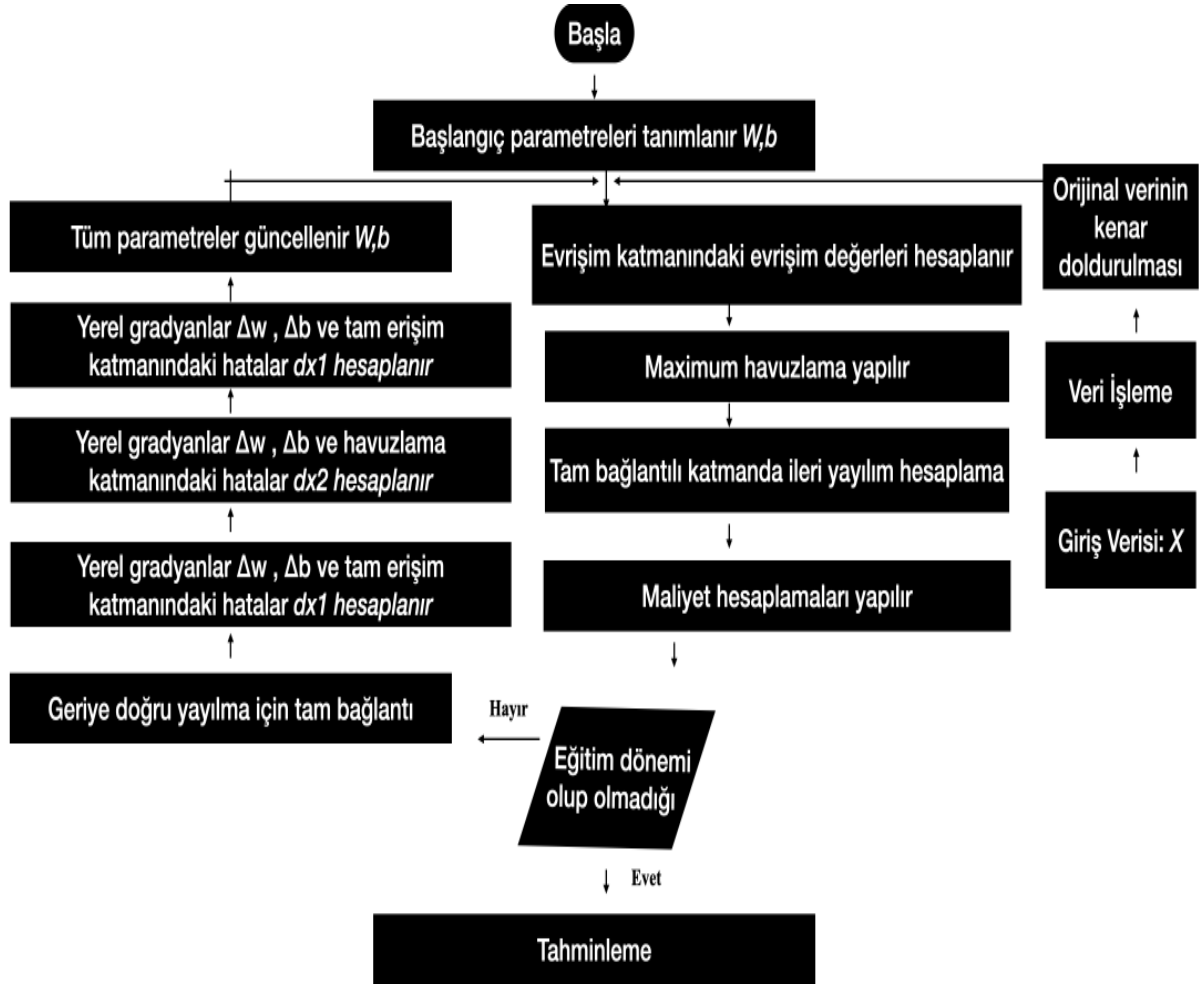 Başla
Başlangıç parametreleri tanımlanır W,b
Tüm parametreler güncellenir W,b
Yerel gradyanlar Δw , Δb ve tam erişim
katmanındaki hatalar dx1 hesaplanır
Yerel gradyanlar Δw , Δb ve havuzlama
katmanındaki hatalar dx2 hesaplanır
Yerel gradyanlar Δw , Δb ve tam erişim
katmanındaki hatalar dx1 hesaplanır
Geriye doğru yayılma için tam bağlantı
Evrişim katmanındaki evrişim değerleri hesaplanır
Maximum havuzlama yapılır
Tam bağlantılı katmanda ileri yayılım hesaplama
Maliyet hesaplamaları yapılır
Orijinal verinin
kenar
doldurulması
Veri İşleme
Giriş Verisi: X
Hayır
Eğitim dönemi
olup olmadığı
Evet
Tahminleme